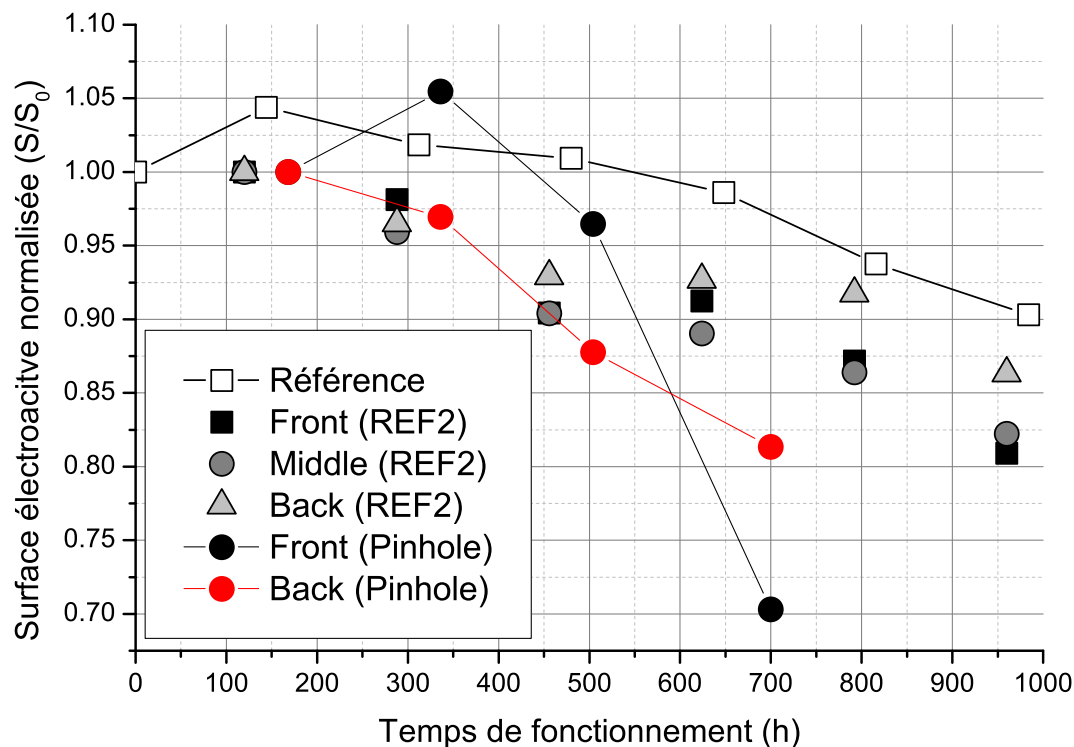 1.10
1.05
1.00
0.95
0.90
0.85
0.80
0.75
0.70
Surface électroacitve normalisée (S/S₀)
Référence
Front (REF2)
Middle (REF2)
Back (REF2)
Front (Pinhole)
Back (Pinhole)
0 100 200 300 400 500 600 700 800 900 1000
Temps de fonctionnement (h)